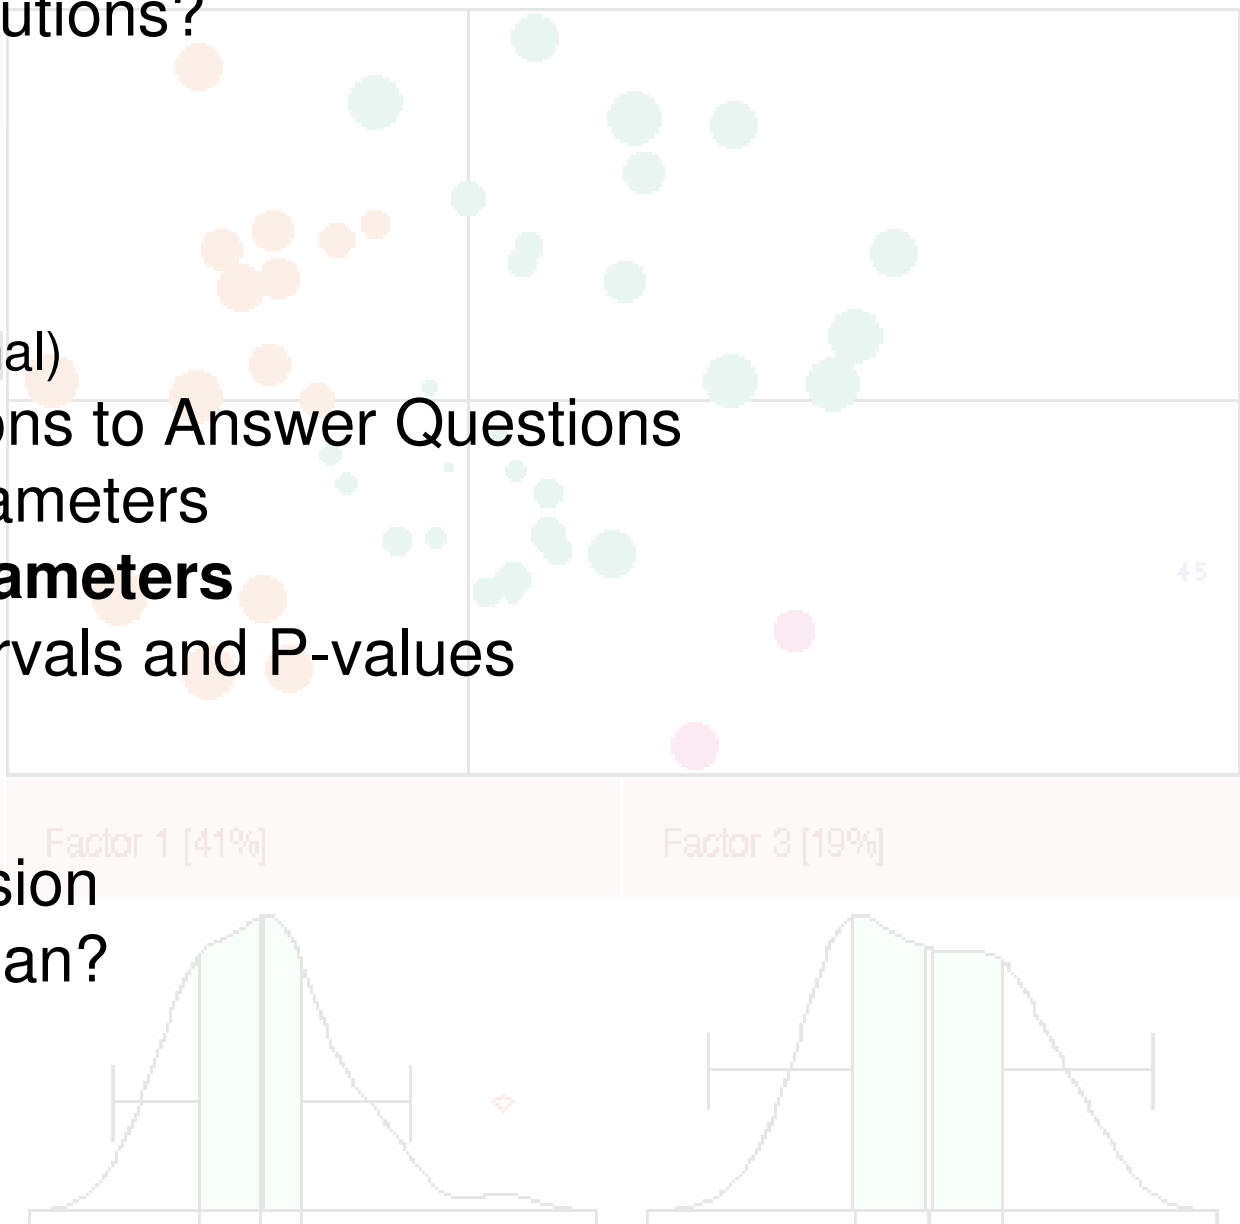 utions?
al)
ons to Answer Questions
ameters
ameters
rvals and P-values
45
Factor 1 [41%]
Factor 3 [19%]
sion
an?